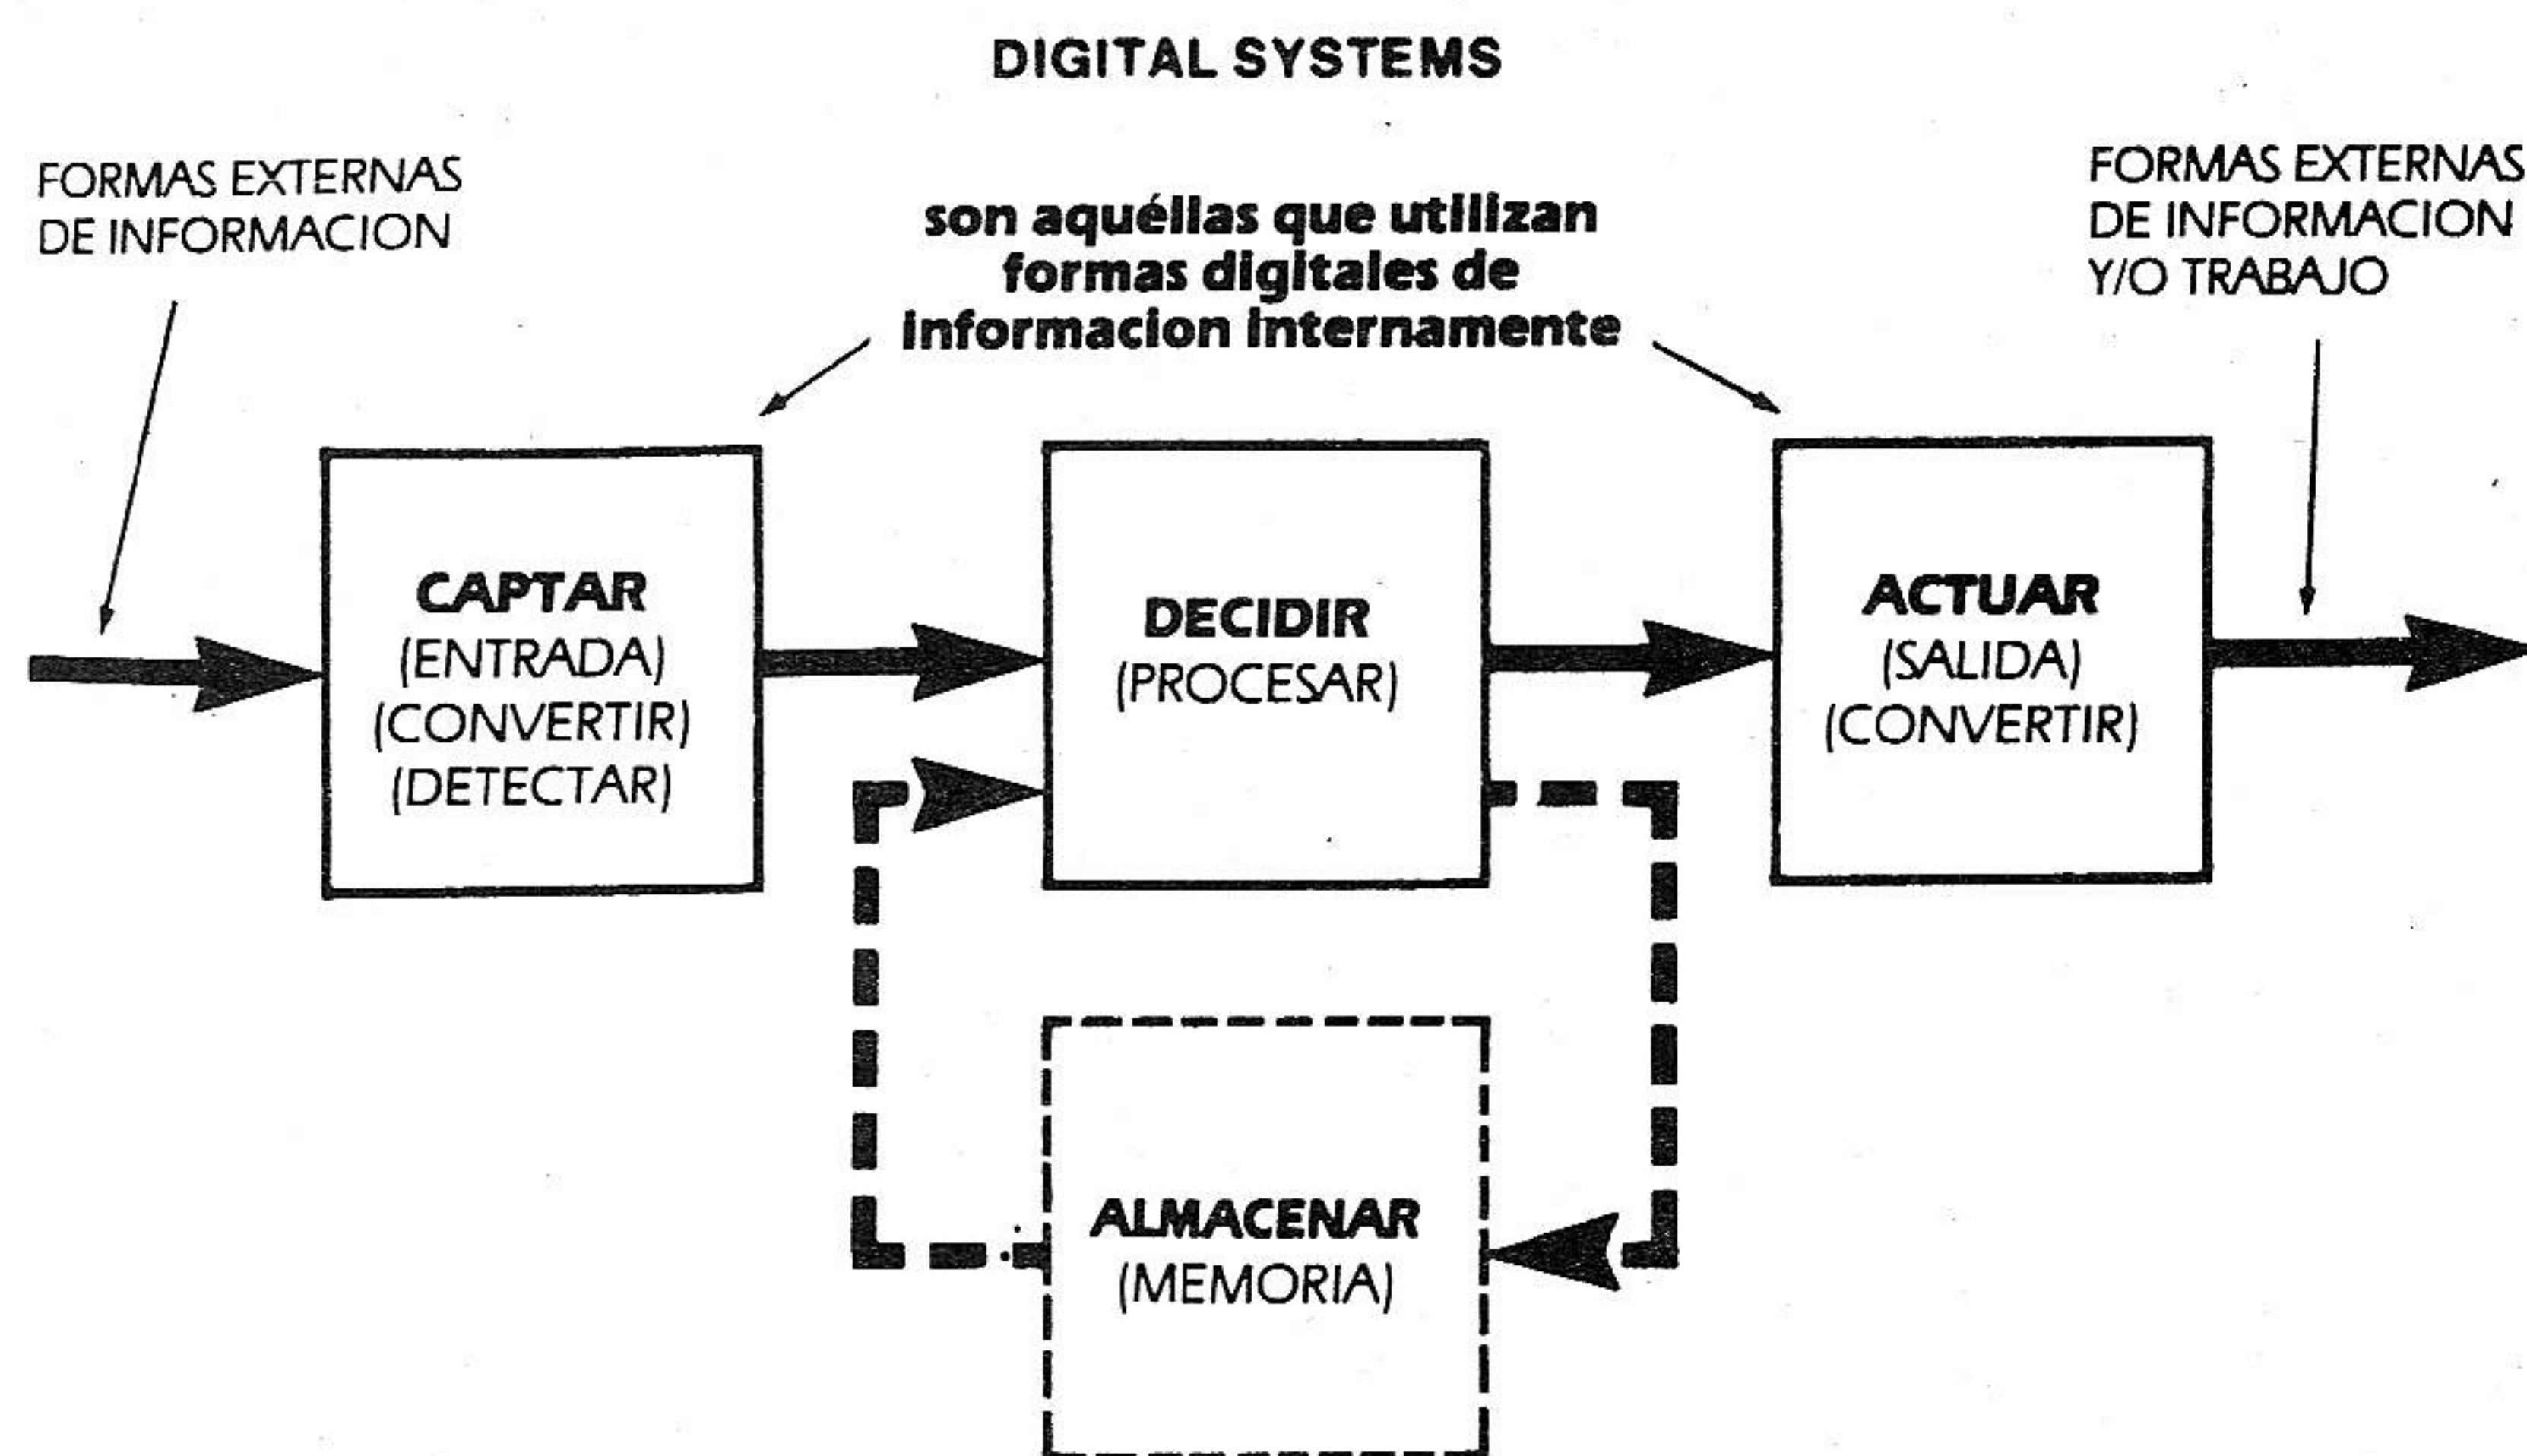 DIGITAL SYSTEMS
FORMAS EXTERNAS
DE INFORMACION
son aquéllas que utilizan
formas digitales de
informacion internamente
FORMAS EXTERNAS
DE INFORMACION
Y/O TRABAJO
CAPTAR
(ENTRADA)
(CONVERTIR)
(DETECTAR)
DECIDIR
(PROCESAR)
ACTUAR
(SALIDA)
(CONVERTIR)
ALMACENAR
(MEMORIA)